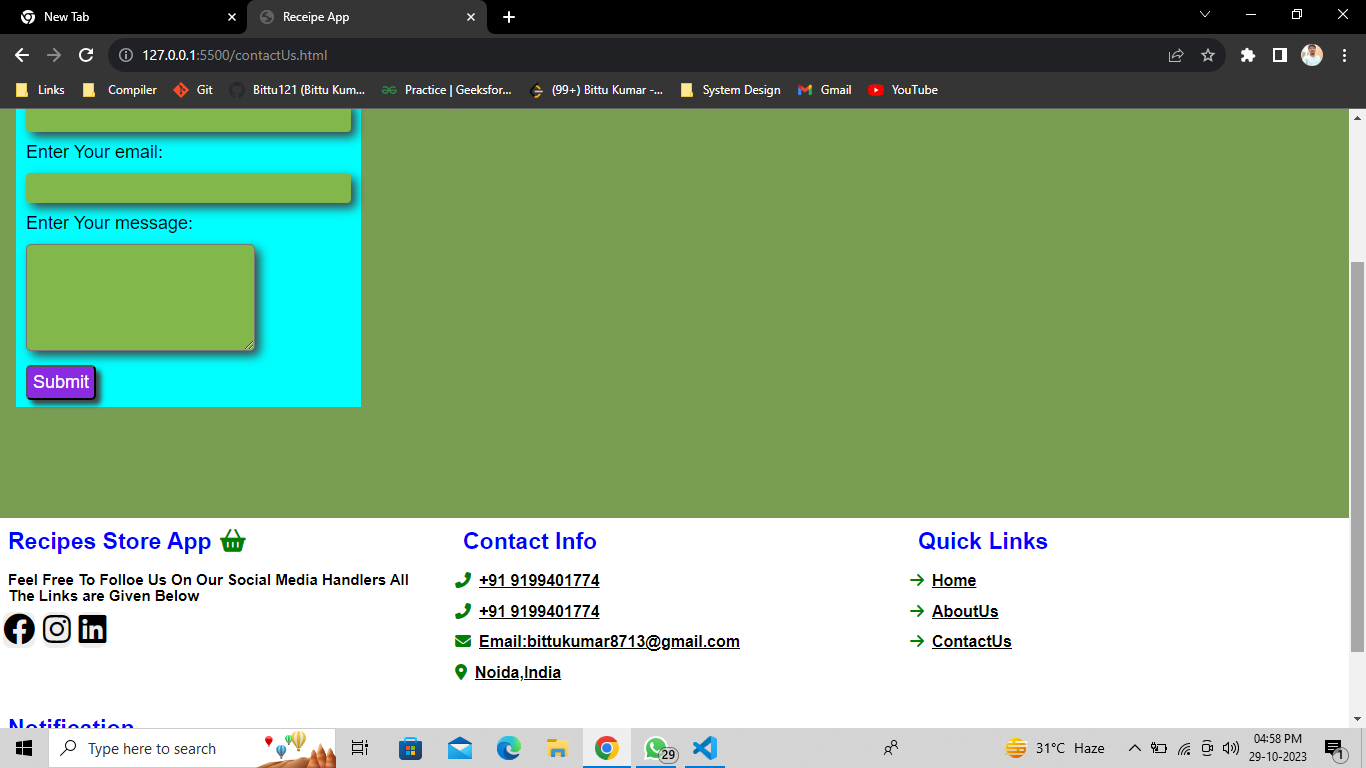 New Tab
Receipe App
127.0.0.1:5500/contactUs.html
Links
Compiler
Git
Bittu121 (Bittu Kum...
Practice | Geeksfor...
(99+) Bittu Kumar -...
System Design
Gmail
YouTube
Enter Your email:
Enter Your message:
Submit
Recipes Store App
Feel Free To Folloe Us On Our Social Media Handlers All
The Links are Given Below
Contact Info
+91 9199401774
+91 9199401774
Email:bittukumar8713@gmail.com
Noida,India
Quick Links
Home
AboutUs
ContactUs
Notification
Type here to search
29
31°C Haze
04:58 PM
29-10-2023
1